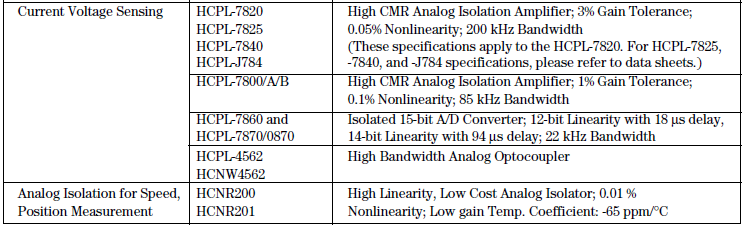 Current Voltage Sensing
HCPL-7820
HCPL-7825
HCPL-7840
HCPL-J784
High CMR Analog Isolation Amplifier; 3% Gain Tolerance;
0.05% Nonlinearity; 200 kHz Bandwidth
(These specifications apply to the HCPL-7820. For HCPL-7825,
-7840, and -J784 specifications, please refer to data sheets.)
HCPL-7800/A/B
High CMR Analog Isolation Amplifier; 1% Gain Tolerance;
0.1% Nonlinearity; 85 kHz Bandwidth
HCPL-7860 and
HCPL-7870/0870
Isolated 15-bit A/D Converter; 12-bit Linearity with 18 µs delay,
14-bit Linearity with 94 µs delay; 22 kHz Bandwidth
HCPL-4562
HCNW4562
High Bandwidth Analog Optocoupler
Analog Isolation for Speed,
Position Measurement
HCNR200
HCNR201
High Linearity, Low Cost Analog Isolator; 0.01 %
Nonlinearity; Low gain Temp. Coefficient: -65 ppm/°C